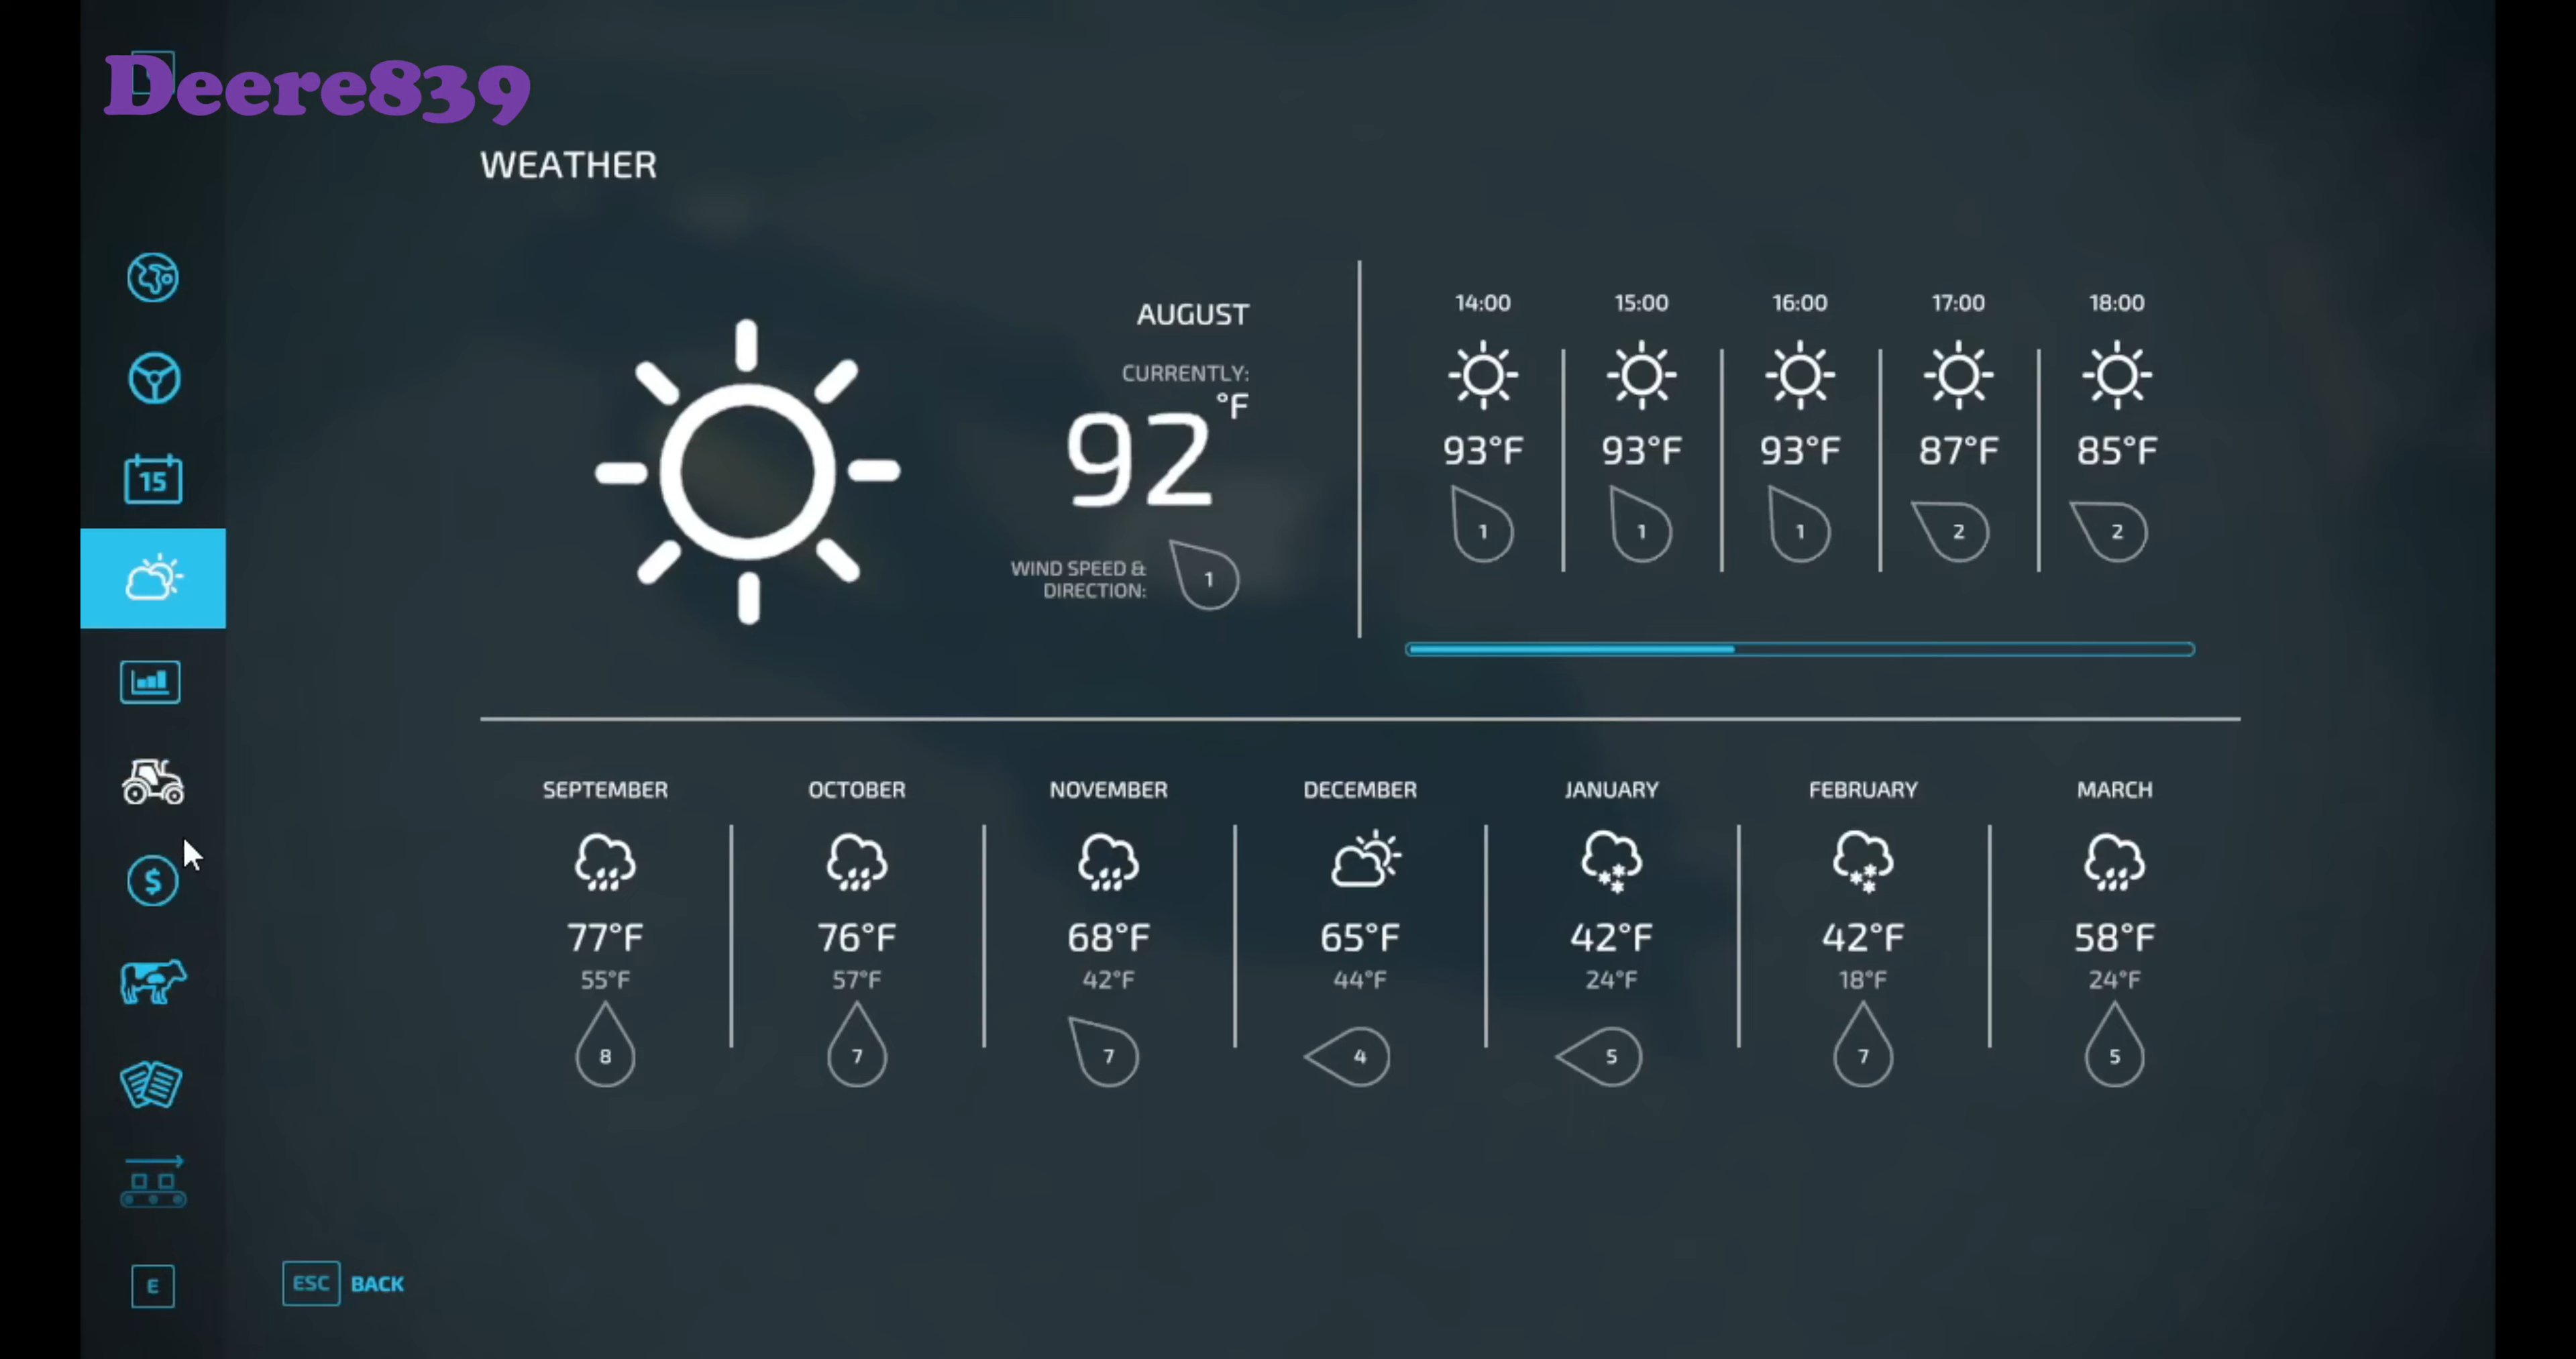 Deere839
WEATHER
AUGUST
CURRENTLY:
92°F
WIND SPEED &
DIRECTION:
1
14:00 15:00 16:00 17:00 18:00
93°F 93°F 93°F 87°F 85°F
1 1 1 2 2
15
SEPTEMBER OCTOBER NOVEMBER DECEMBER JANUARY FEBRUARY MARCH
77°F 76°F 68°F 65°F 42°F 42°F 58°F
55°F 57°F 42°F 44°F 24°F 18°F 24°F
8 7 7 4 5 7 5
$
E
ESC BACK